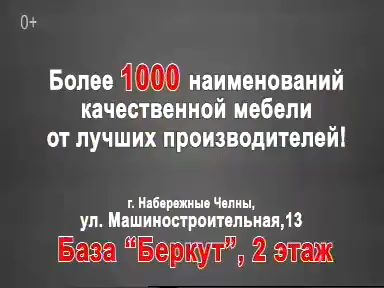 0+
Более 1000 наименований
качественной мебели
от лучших производителей!
г. Набережные Челны,
ул. Машиностроительная,13
База “Беркут”, 2 этаж